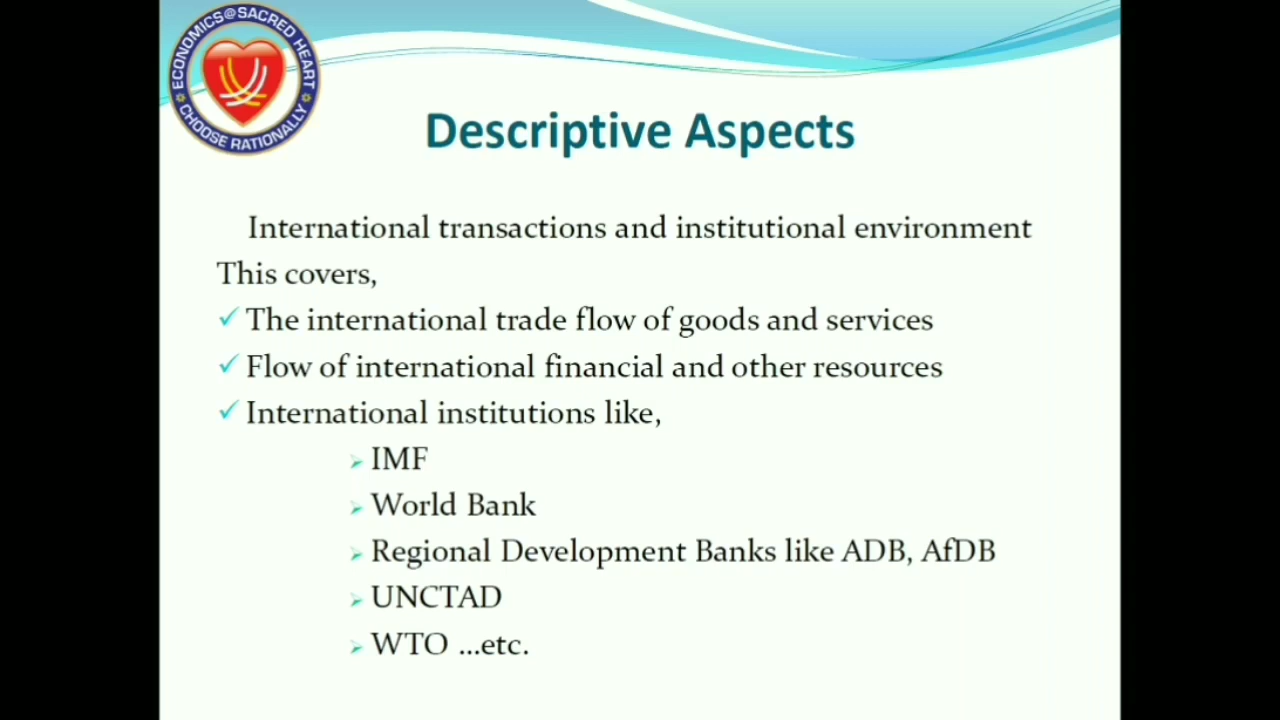 ECONOMICS@SACRED HEART
CHOOSE RATIONALLY
Descriptive Aspects
International transactions and institutional environment
This covers,
The international trade flow of goods and services
Flow of international financial and other resources
International institutions like,
IMF
World Bank
Regional Development Banks like ADB, AfDB
UNCTAD
WTO ...etc.